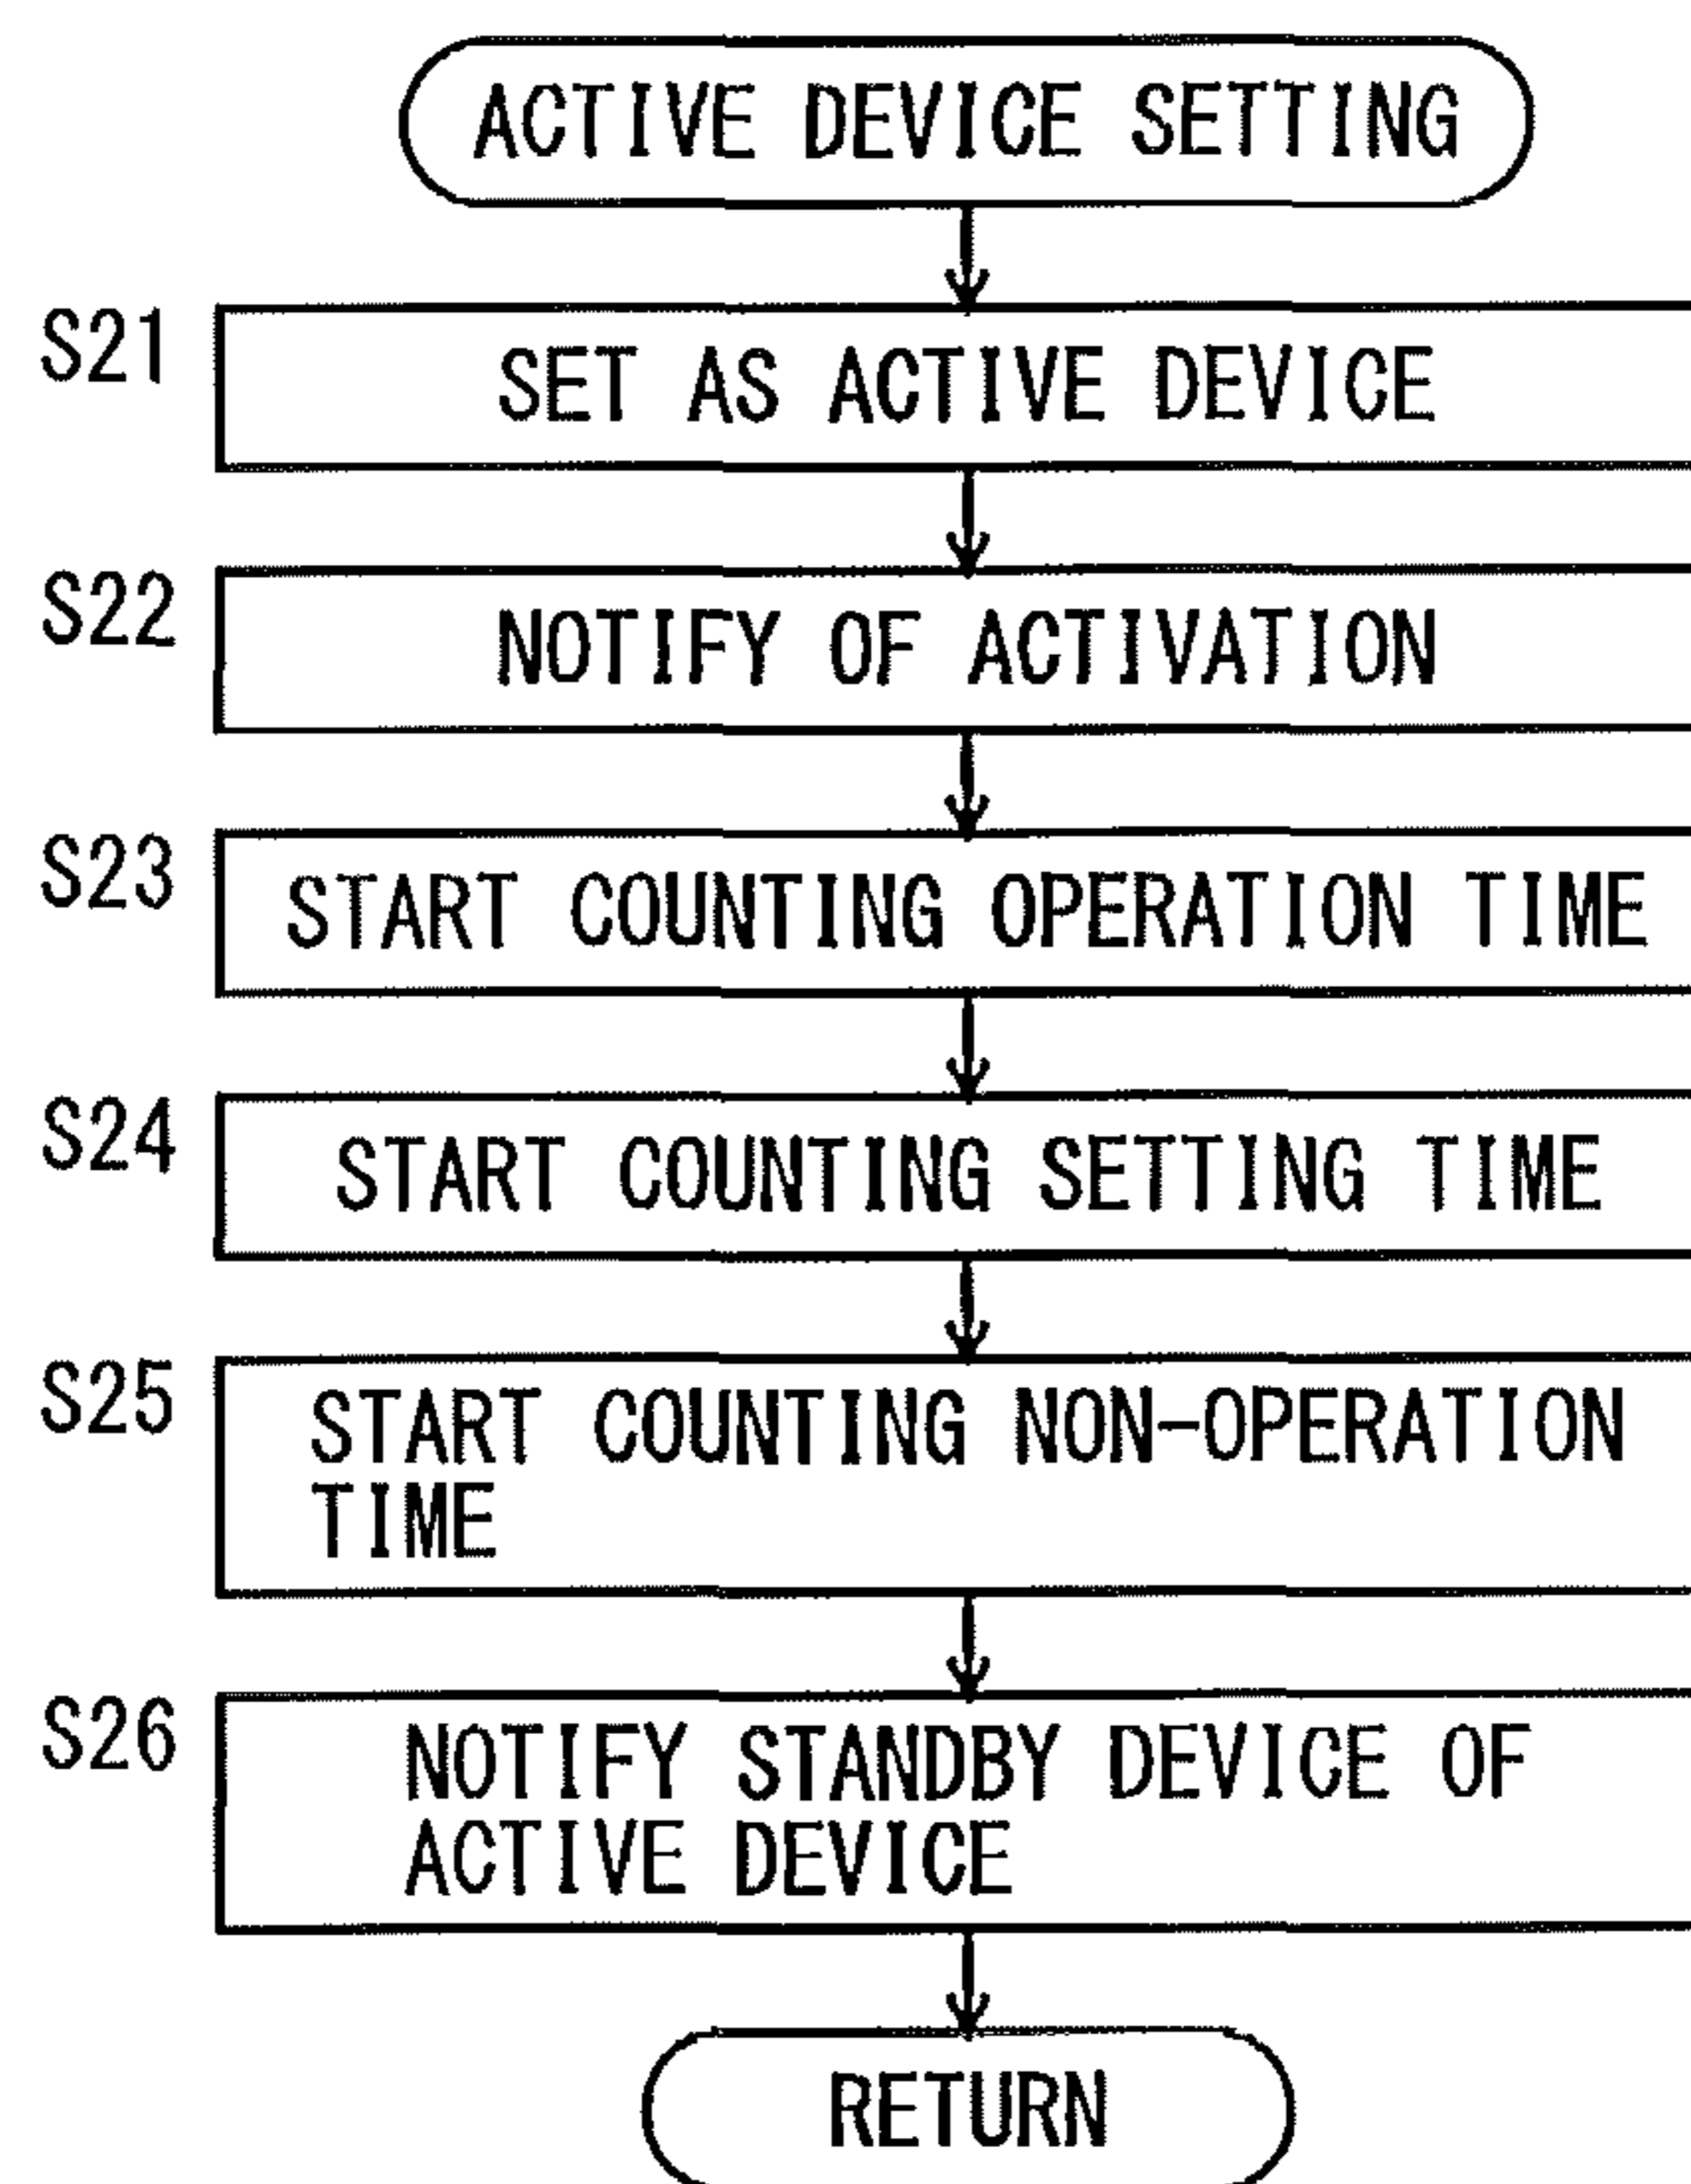 ACTIVE DEVICE SETTING
S21
SET AS ACTIVE DEVICE
S22
NOTIFY OF ACTIVATION
S23
START COUNTING OPERATION TIME
S24
START COUNTING SETTING TIME
S25
START COUNTING NON-OPERATION
TIME
S26
NOTIFY STANDBY DEVICE OF
ACTIVE DEVICE
RETURN